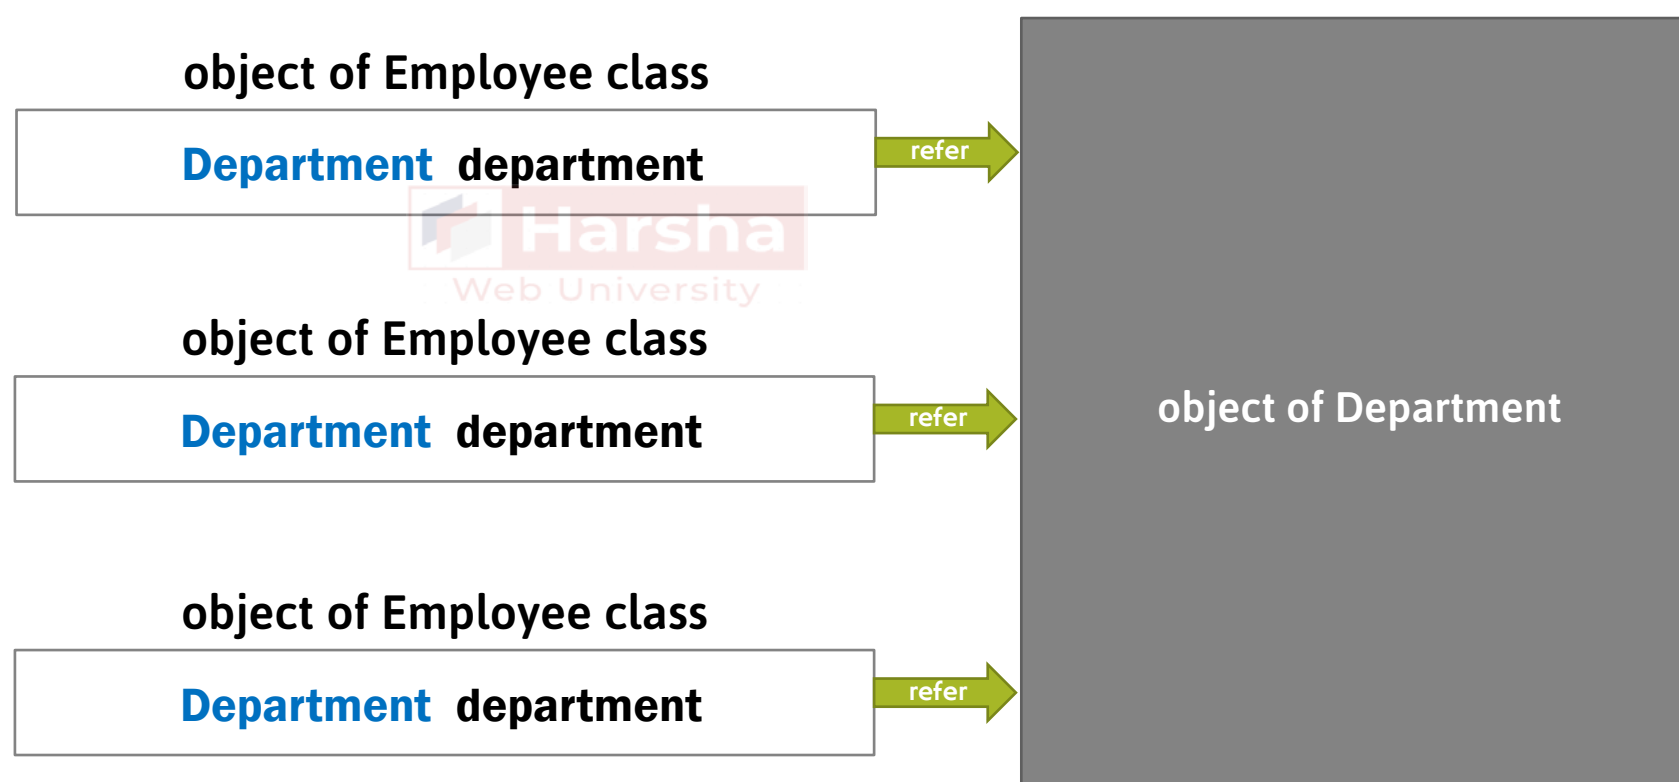 object of Employee class
Department department
refer
Harsha
Web University
object of Employee class
Department department
refer
object of Department
object of Employee class
Department department
refer